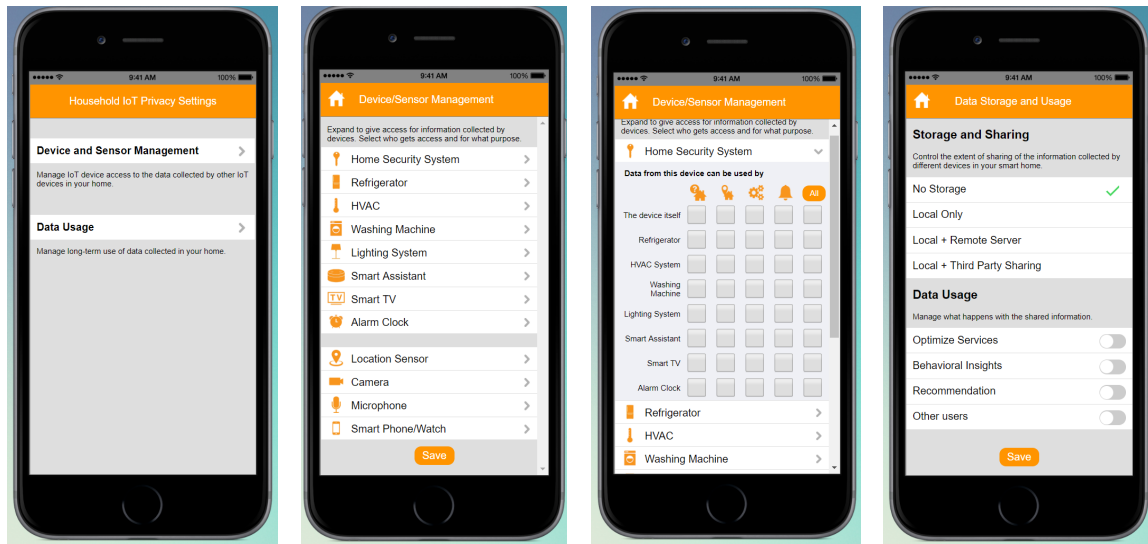 9:41 AM 100%
Household IoT Privacy Settings
Device and Sensor Management
Manage IoT device access to the data collected by other IoT
devices in your home.
Data Usage
Manage long-term use of data collected in your home.
9:41 AM 100%
Device/Sensor Management
Expand to give access for information collected by
devices. Select who gets access and for what purpose.
Home Security System
Refrigerator
HVAC
Washing Machine
Lighting System
Smart Assistant
TV
Smart TV
Alarm Clock
Location Sensor
Camera
Microphone
Smart Phone/Watch
Save
9:41 AM 100%
Device/Sensor Management
Expand to give access for information collected by
devices. Select who gets access and for what purpose.
Home Security System
Data from this device can be used by
All
The device itself
Refrigerator
HVAC System
Washing
Machine
Lighting System
Smart Assistant
Smart TV
Alarm Clock
Refrigerator
HVAC
Washing Machine
9:41 AM 100%
Data Storage and Usage
Storage and Sharing
Control the extent of sharing of the information collected by
different devices in your smart home.
No Storage
Local Only
Local + Remote Server
Local + Third Party Sharing
Data Usage
Manage what happens with the shared information.
Optimize Services
Behavioral Insights
Recommendation
Other users
Save